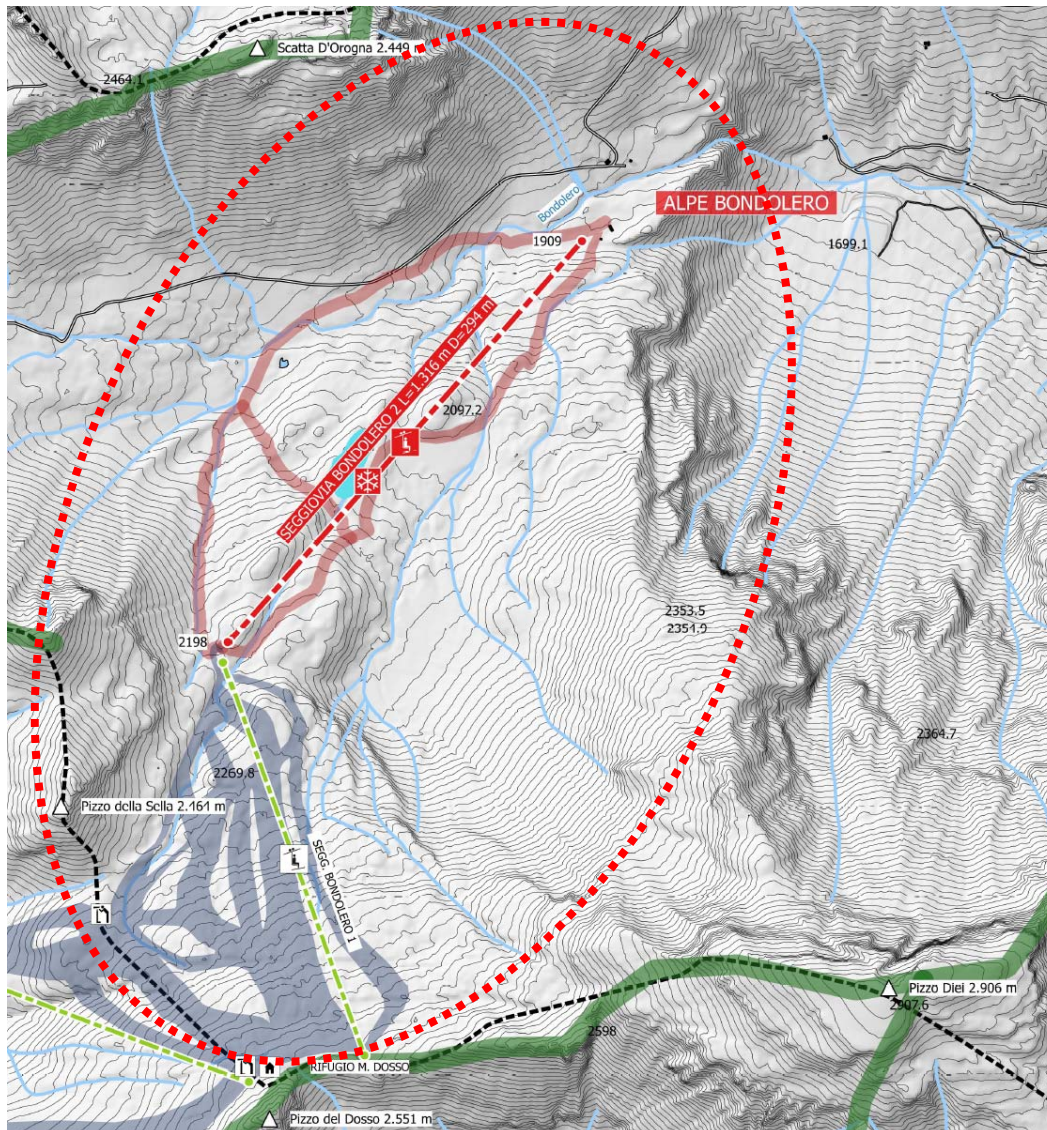 Scatta D'Orogna 2.449 m
2464.1
ALPE BONDOLERO
Bondolero
1909
1699.1
SEGGIOVIA BONDOLERO 2 L=1.316 m D=294 m
2097.2
2353.5
2354.9
2198
2364.7
2269.8
Pizzo della Sella 2.464 m
SEGG. BONDOLERO 1
Pizzo Diei 2.906 m
2907.6
2598
RIFUGIO M. DOSSO
Pizzo del Dosso 2.551 m